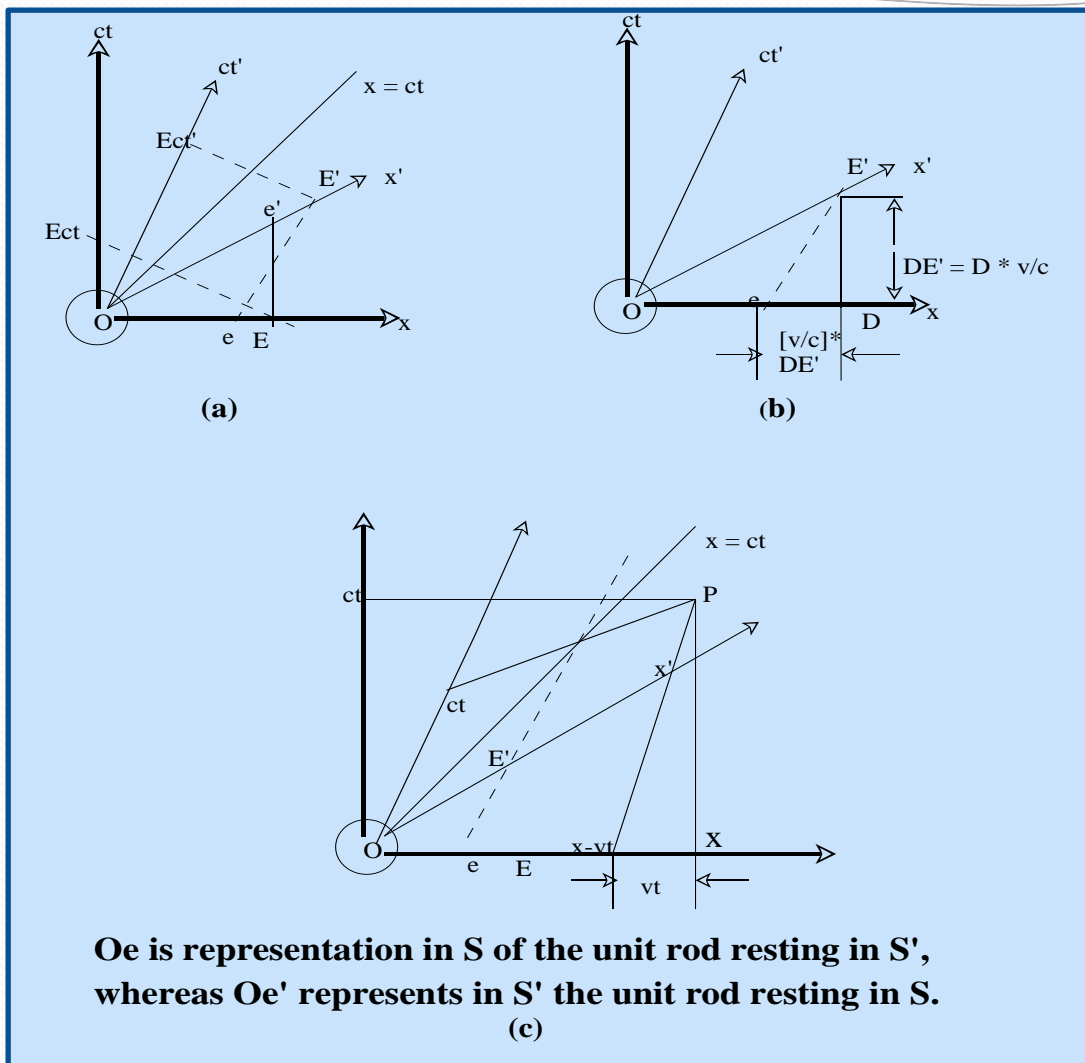 ct
ct'
x = ct
Ect'
E'
x'
e'
Ect
O
x
e
E
(a)
ct
ct'
E'
x'
DE' = D * v/c
e
O
D
x
[v/c]*
DE'
(b)
x = ct
ct
P
x'
ct
E'
O
x-vt
X
e
E
vt
Oe is representation in S of the unit rod resting in S',
whereas Oe' represents in S' the unit rod resting in S.
(c)